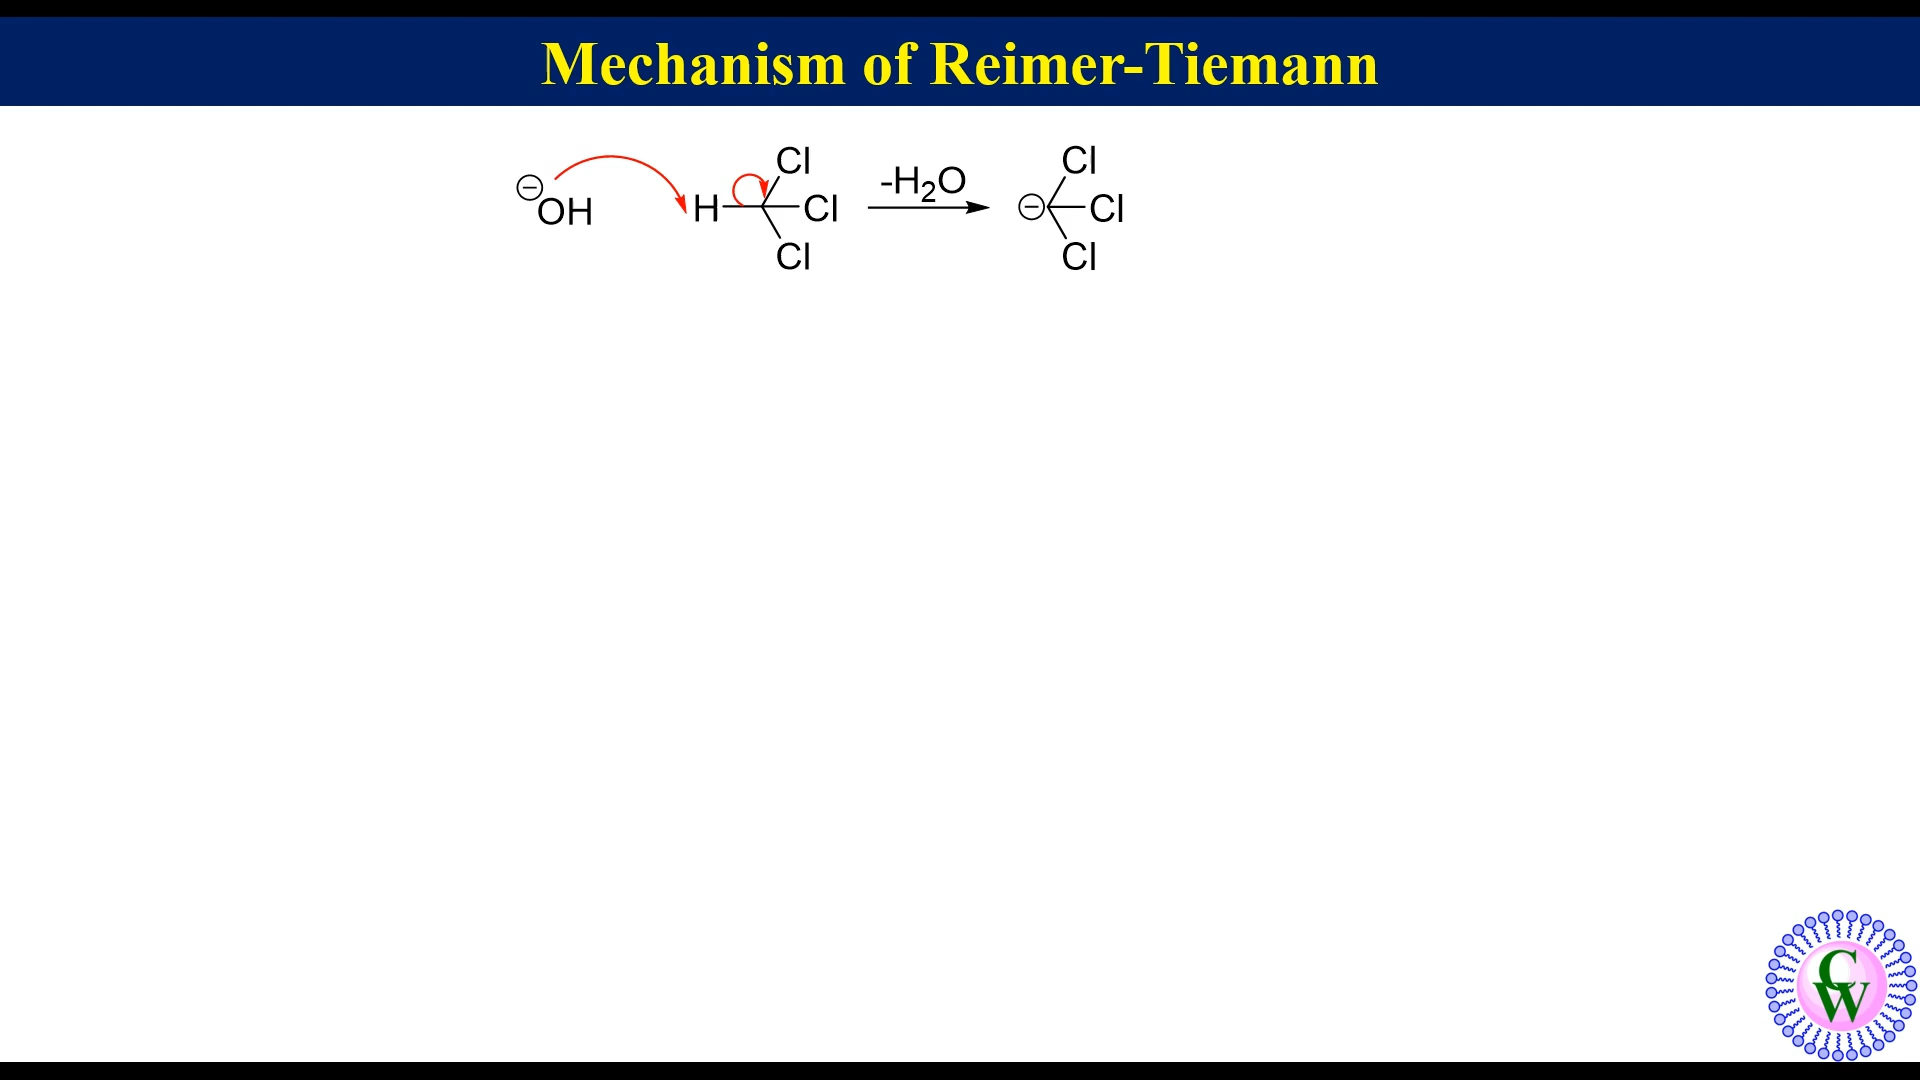 Mechanism of Reimer-Tiemann
Cl
⊖
OH
H
Cl
-H₂O
Cl
⊖
Cl
Cl
Cl
CW